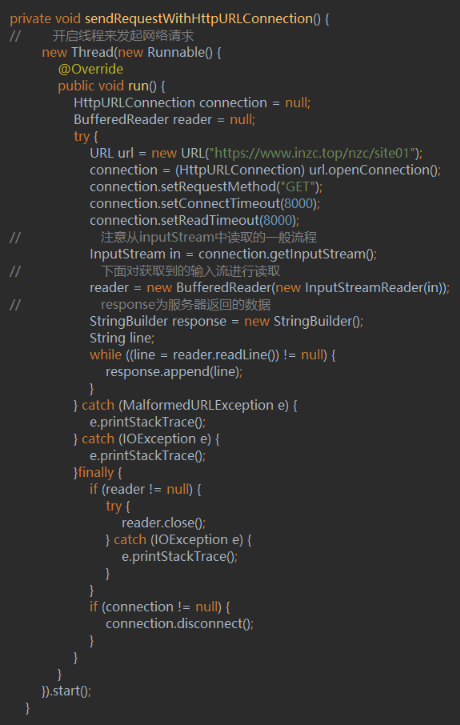 private void sendRequestWithHttpURLConnection() {
//        开启线程来发起网络请求
        new Thread(new Runnable() {
            @Override
            public void run() {
                HttpURLConnection connection = null;
                BufferedReader reader = null;
                try {
                    URL url = new URL("https://www.inzc.top/nzc/site01");
                    connection = (HttpURLConnection) url.openConnection();
                    connection.setRequestMethod("GET");
                    connection.setConnectTimeout(8000);
                    connection.setReadTimeout(8000);
//                    注意从inputStream中读取的一般流程
                    InputStream in = connection.getInputStream();
//                    下面对获取到的输入流进行读取
                    reader = new BufferedReader(new InputStreamReader(in));
//                    response为服务器返回的数据
                    StringBuilder response = new StringBuilder();
                    String line;
                    while ((line = reader.readLine()) != null) {
                        response.append(line);
                    }
                } catch (MalformedURLException e) {
                    e.printStackTrace();
                } catch (IOException e) {
                    e.printStackTrace();
                }finally {
                    if (reader != null) {
                        try {
                            reader.close();
                        } catch (IOException e) {
                            e.printStackTrace();
                        }
                    }
                    if (connection != null) {
                        connection.disconnect();
                    }
                }
            }
        }).start();
    }